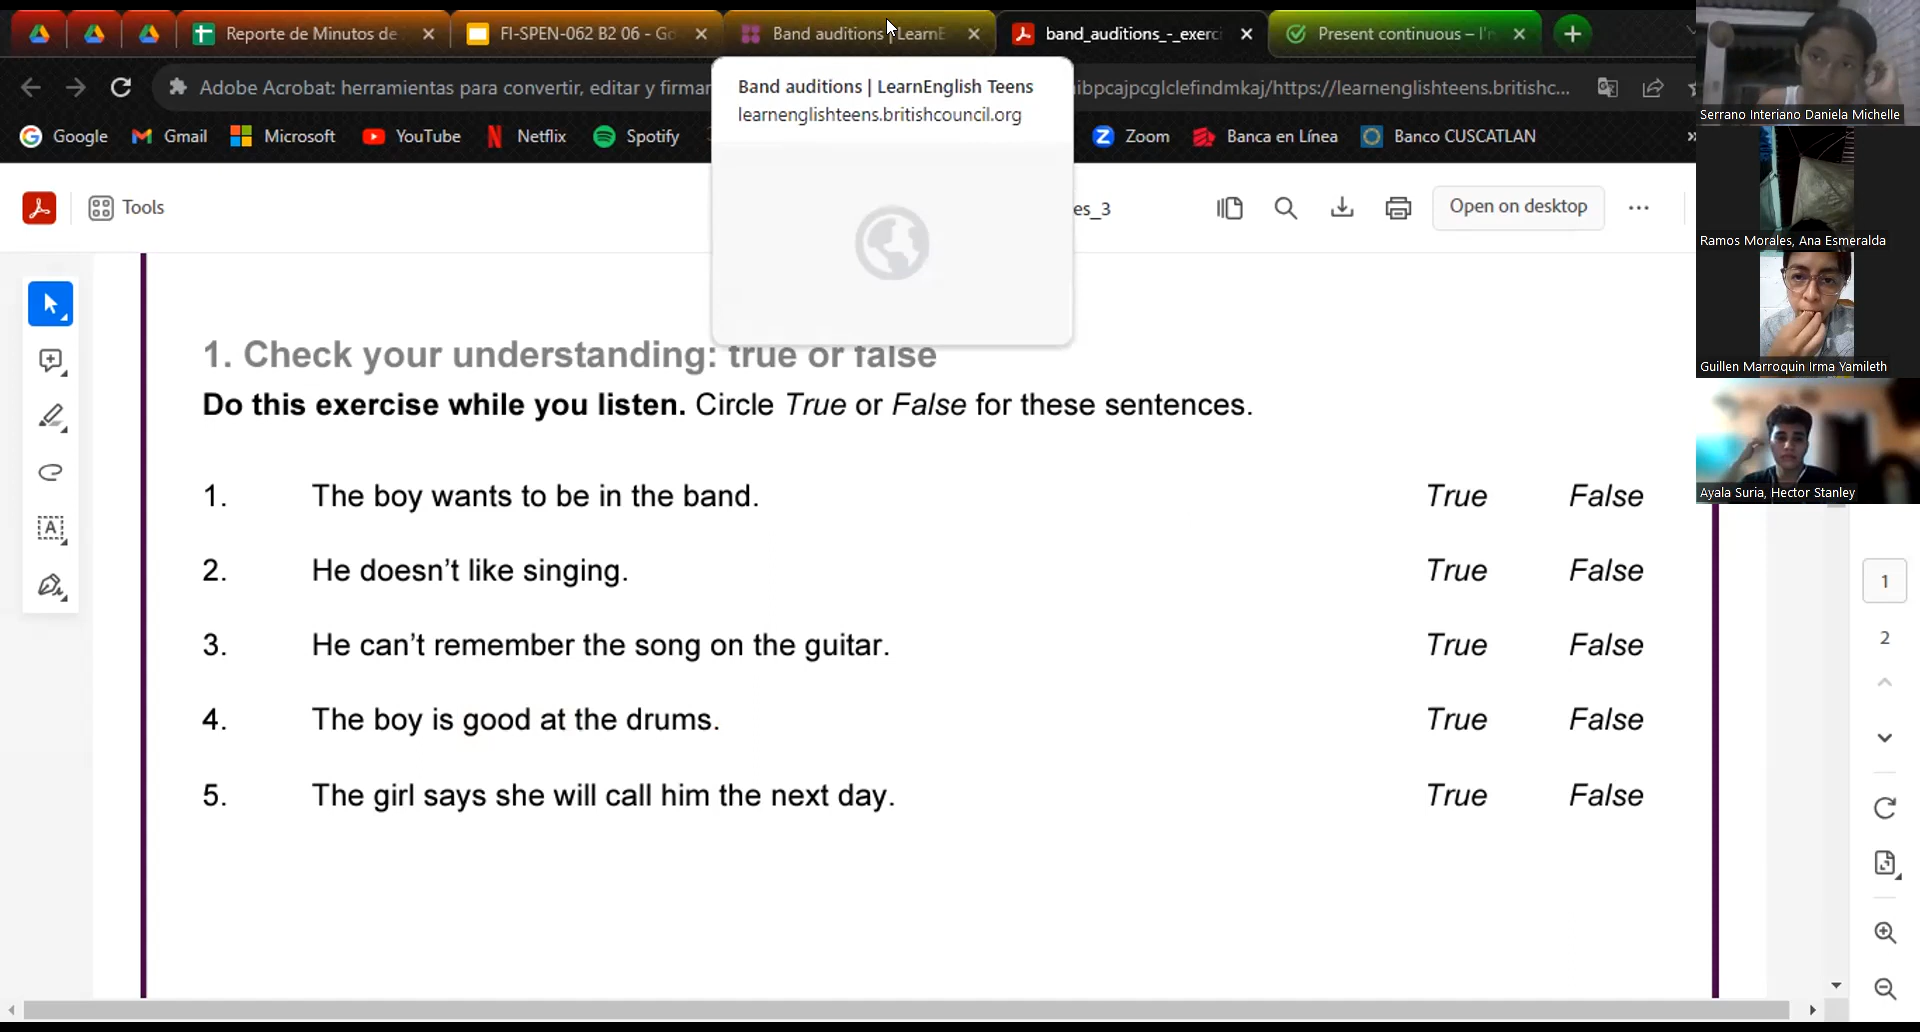 Reporte de Minutos de
FI-SPEN-062 B2 06 - Go
Band auditions | LearnE
band_auditions_-_exerci
Present continuous – I'm
Adobe Acrobat: herramientas para convertir, editar y firmar
ibpcajpcglclefindmkaj/https://learnenglishteens.britishc...
Band auditions | LearnEnglish Teens
learnenglishteens.britishcouncil.org
Google
Gmail
Microsoft
YouTube
Netflix
Spotify
Zoom
Banca en Línea
Banco CUSCATLAN
»
Tools
es_3
Open on desktop
Serrano Interiano Daniela Michelle
Ramos Morales, Ana Esmeralda
Guillen Marroquin Irma Yamileth
Ayala Suria, Hector Stanley
1. Check your understanding: true or false
Do this exercise while you listen. Circle True or False for these sentences.
1. The boy wants to be in the band. True False
2. He doesn't like singing. True False
3. He can't remember the song on the guitar. True False
4. The boy is good at the drums. True False
5. The girl says she will call him the next day. True False
1
2